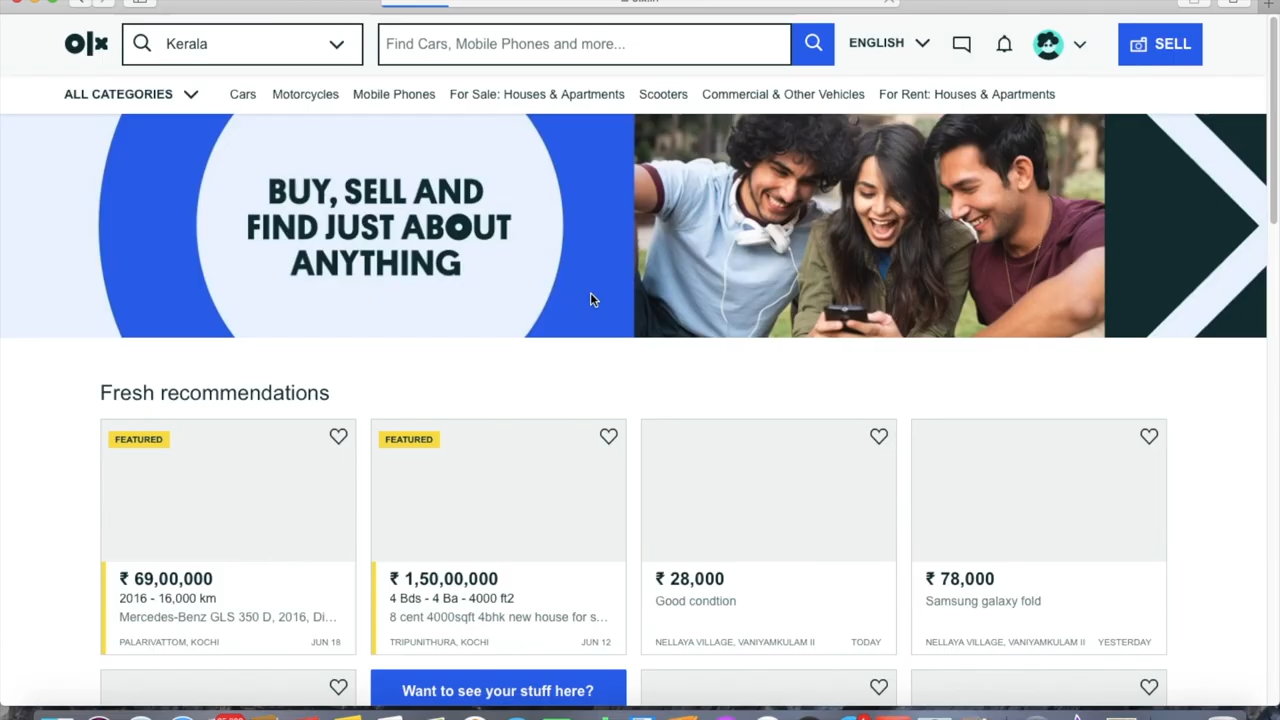 olx
Kerala
Find Cars, Mobile Phones and more...
ENGLISH
SELL
ALL CATEGORIES
Cars
Motorcycles
Mobile Phones
For Sale: Houses & Apartments
Scooters
Commercial & Other Vehicles
For Rent: Houses & Apartments
BUY, SELL AND
FIND JUST ABOUT
ANYTHING
Fresh recommendations
FEATURED
₹ 69,00,000
2016 - 16,000 km
Mercedes-Benz GLS 350 D, 2016, Di...
PALARIVATTOM, KOCHI
JUN 18
FEATURED
₹ 1,50,00,000
4 Bds - 4 Ba - 4000 ft2
8 cent 4000sqft 4bhk new house for s...
TRIPUNITHURA, KOCHI
JUN 12
₹ 28,000
Good condtion
NELLAYA VILLAGE, VANIYAMKULAM II
TODAY
₹ 78,000
Samsung galaxy fold
NELLAYA VILLAGE, VANIYAMKULAM II
YESTERDAY
Want to see your stuff here?